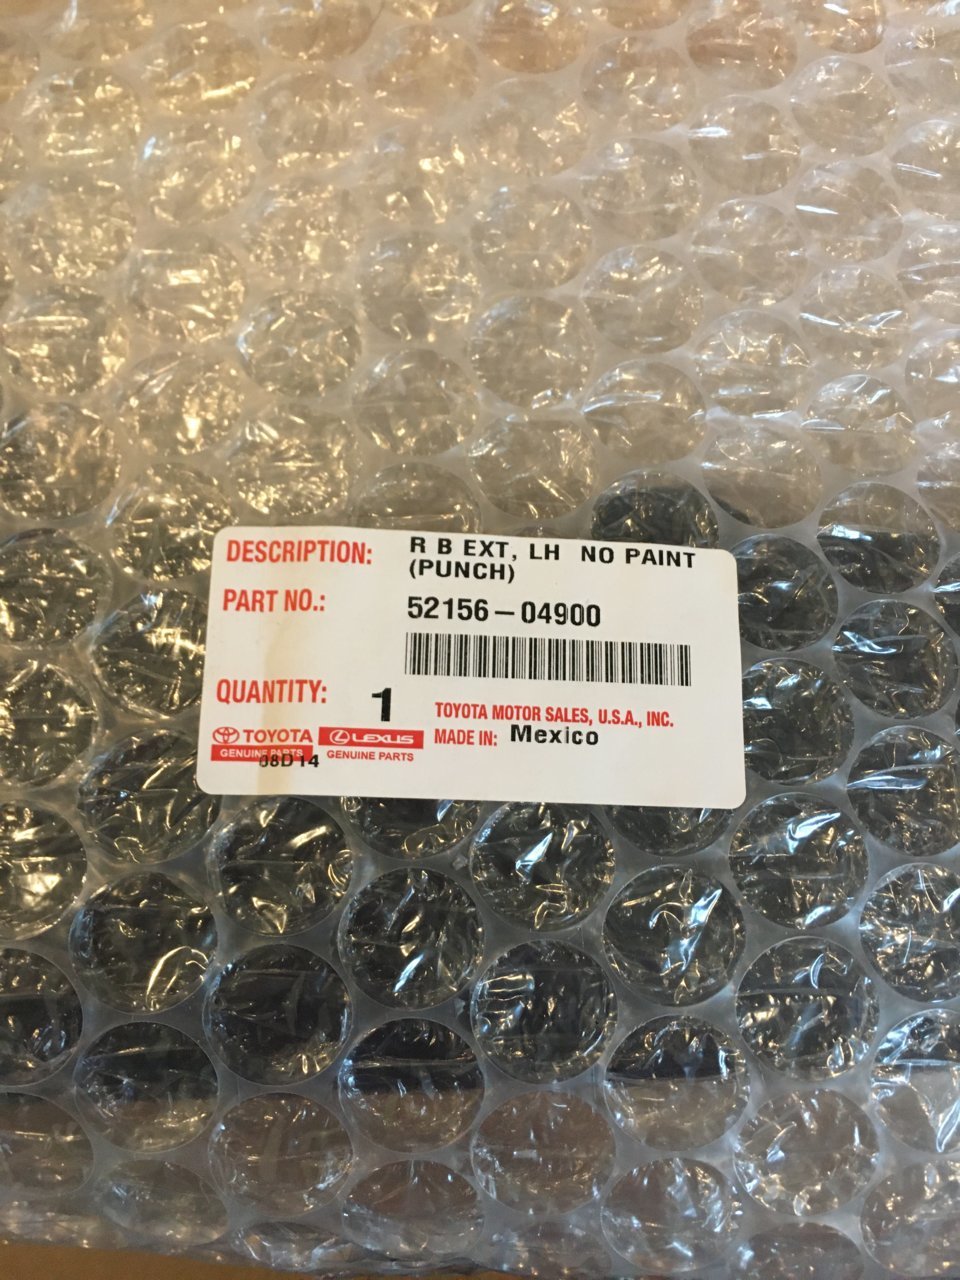 DESCRIPTION: R B EXT, LH NO PAINT
(PUNCH)
PART NO.: 52156-04900
QUANTITY: 1
TOYOTA MOTOR SALES, U.S.A., INC.
MADE IN: Mexico
TOYOTA LEXUS
GENUINE PARTS GENUINE PARTS
08D14